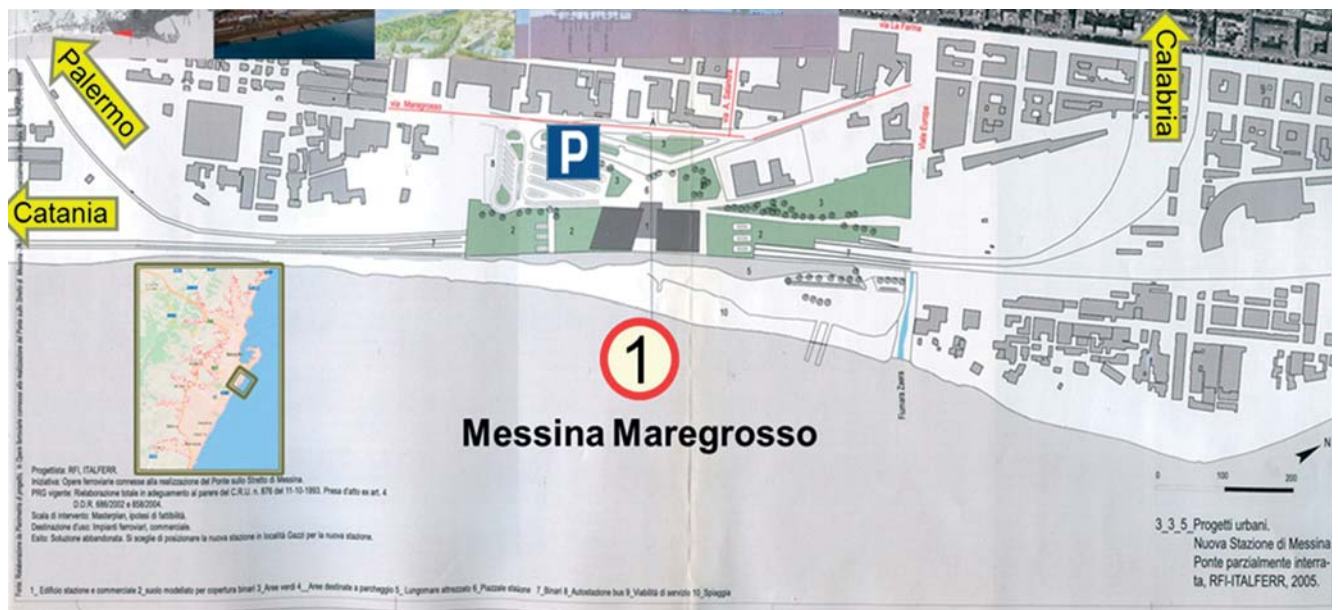 Palermo
Catania
Calabria
via La Farina
via Maregrosso
via A. Salandra
Viale Europa
P
1
Messina Maregrosso
Fiumara Zaera
N
0 100 200
Progettista: RFI, ITALFERR.
Iniziativa: Opere ferroviarie connesse alla realizzazione del Ponte sullo Stretto di Messina.
PRG vigente: Rielaborazione totale in adeguamento al parere del C.R.U. n. 876 del 11-10-1993. Presa d'atto ex art. 4
D.D.R. 686/2002 e 858/2004.
Scala di intervento: Masterplan, ipotesi di fattibilità.
Destinazione d'uso: Impianti ferroviari, commerciale.
Esito: Soluzione abbandonata. Si sceglie di posizionare la nuova stazione in località Gazzi per la nuova stazione.
3_3_5_Progetti urbani.
Nuova Stazione di Messina
Ponte parzialmente interra-
ta, RFI-ITALFERR, 2005.
1_ Edificio stazione e commerciale 2_suolo modellato per copertura binari 3_Aree verdi 4__Aree destinate a parcheggio 5_ Lungomare attrezzato 6_Piazzale stazione 7_Binari 8_Autostazione bus 9_Viabilità di servizio 10_Spiaggia